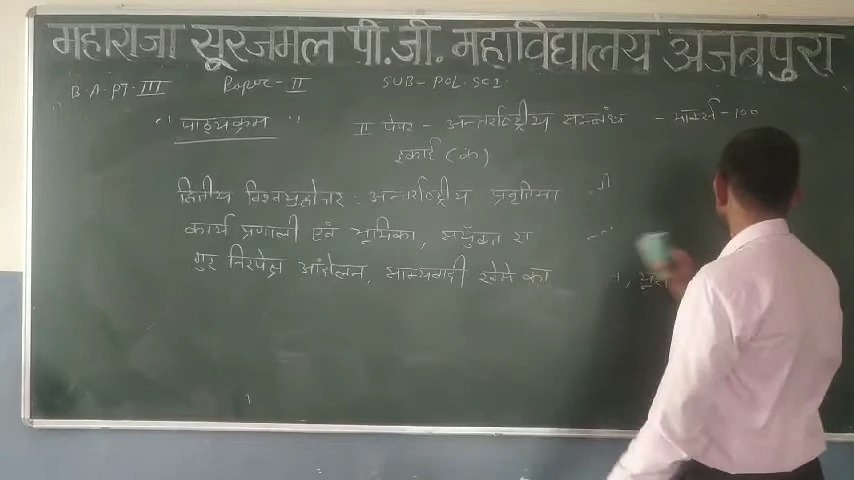 महाराजा सूरजमल पी.जी. महाविद्यालय अजबपुरा
B.A.PT-III Paper-II SUB-POL.SCI.
"पाठ्यक्रम" II पेपर - अन्तर्राष्ट्रीय सम्बंध - मार्क्स-100
इकाई (क)
द्वितीय विश्वयुद्दोत्तर : अन्तर्राष्ट्रीय प्रवृतिया
कार्य प्रणाली एवं भूमिका, सयुँक्त रा
गुट निरपेक्ष आंदोलन, साम्यवादी खेमे का